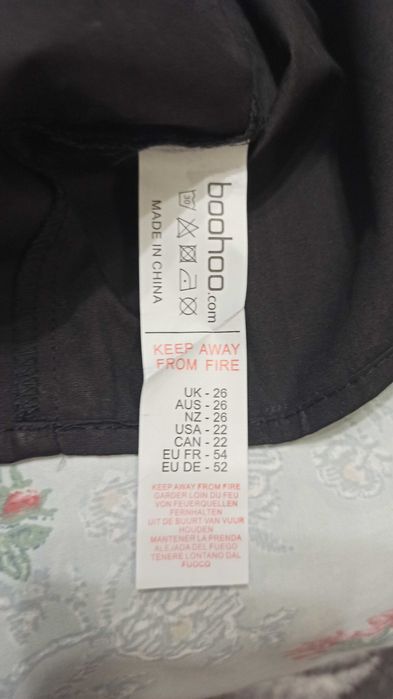 boohoo.com
30
MADE IN CHINA
KEEP AWAY
FROM FIRE
UK - 26
AUS - 26
NZ - 26
USA - 22
CAN - 22
EU FR - 54
EU DE - 52
KEEP AWAY FROM FIRE
GARDER LOIN DU FEU
VON FEUERQUELLEN
FERNHALTEN
UIT DE BUURT VAN VUUR
HOUDEN
MANTENER LA PRENDA
ALEJADA DEL FUEGO
TENERE LONTANO DAL
FUOCO